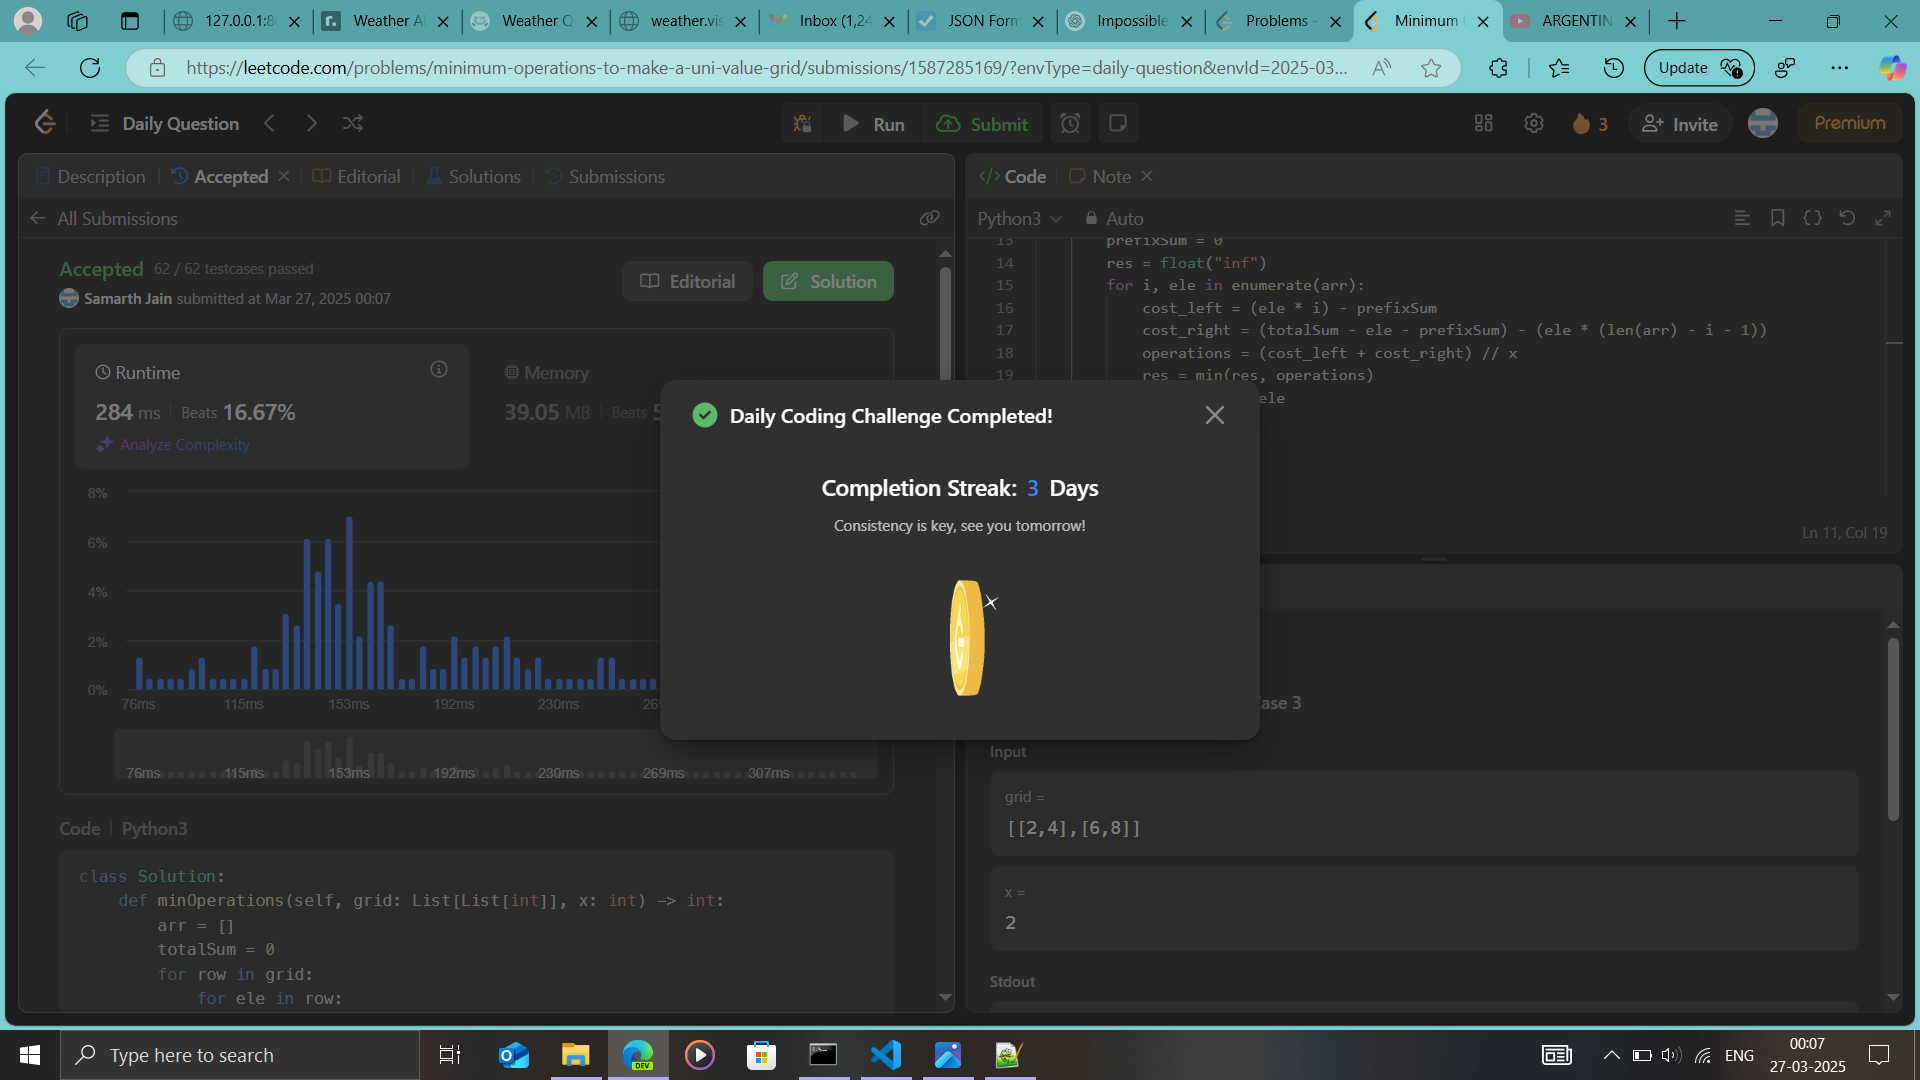 127.0.0.1:8
Weather A
Weather Q
weather.vis
Inbox (1,24
JSON Form
Impossible
Problems -
Minimum
ARGENTIN
https://leetcode.com/problems/minimum-operations-to-make-a-uni-value-grid/submissions/1587285169/?envType=daily-question&envId=2025-03...
Update
Daily Question
Run
Submit
3
Invite
Premium
Description
Accepted
Editorial
Solutions
Submissions
All Submissions
Accepted 62 / 62 testcases passed
Samarth Jain submitted at Mar 27, 2025 00:07
Editorial
Solution
Runtime
284 ms
Beats 16.67%
Analyze Complexity
Memory
39.05 MB
Beats 5
8%
6%
4%
2%
0%
76ms
115ms
153ms
192ms
230ms
76ms
115ms
153ms
192ms
230ms
269ms
307ms
Code
Python3
class Solution:
def minOperations(self, grid: List[List[int]], x: int) -> int:
arr = []
totalSum = 0
for row in grid:
for ele in row:
Daily Coding Challenge Completed!
Completion Streak: 3 Days
Consistency is key, see you tomorrow!
Code
Note
Python3
Auto
13 prefixSum = 0
14 res = float("inf")
15 for i, ele in enumerate(arr):
16 cost_left = (ele * i) - prefixSum
17 cost_right = (totalSum - ele - prefixSum) - (ele * (len(arr) - i - 1))
18 operations = (cost_left + cost_right) // x
19 res = min(res, operations)
ele
Ln 11, Col 19
ase 3
Input
grid =
[[2,4],[6,8]]
x =
2
Stdout
Type here to search
DEV
ENG
00:07
27-03-2025